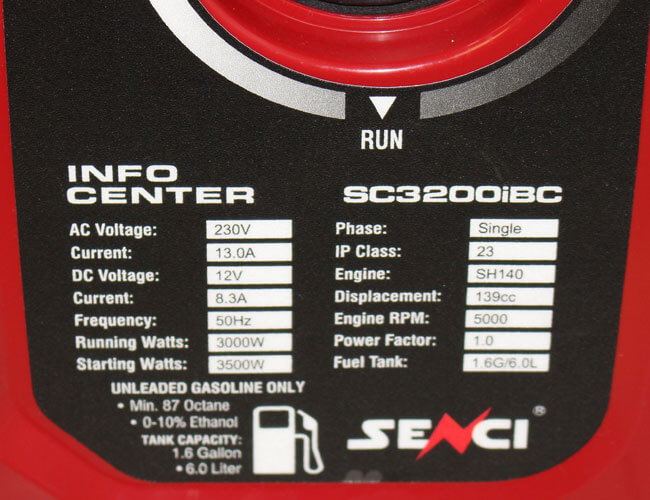 RUN
INFO
CENTER
AC Voltage: 230V
Current: 13.0A
DC Voltage: 12V
Current: 8.3A
Frequency: 50Hz
Running Watts: 3000W
Starting Watts: 3500W
SC3200iBC
Phase: Single
IP Class: 23
Engine: SH140
Displacement: 139cc
Engine RPM: 5000
Power Factor: 1.0
Fuel Tank: 1.6G/6.0L
UNLEADED GASOLINE ONLY
• Min. 87 Octane
• 0-10% Ethanol
TANK CAPACITY:
1.6 Gallon
• 6.0 Liter
SENCI®